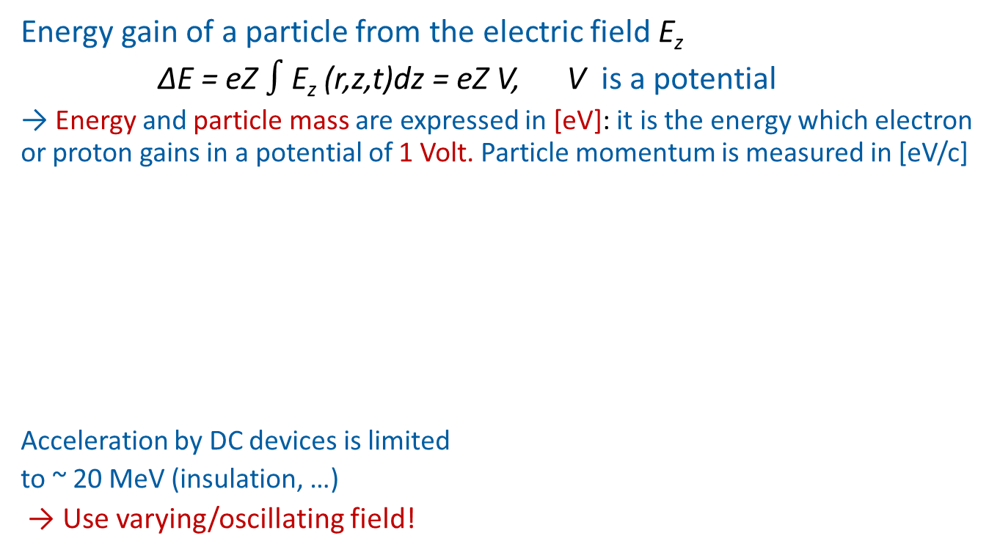 Energy gain of a particle from the electric field E_z
ΔE = eZ ∫ E_z (r,z,t)dz = eZ V, V is a potential
→ Energy and particle mass are expressed in [eV]: it is the energy which electron
or proton gains in a potential of 1 Volt. Particle momentum is measured in [eV/c]
Acceleration by DC devices is limited
to ~ 20 MeV (insulation, …)
→ Use varying/oscillating field!